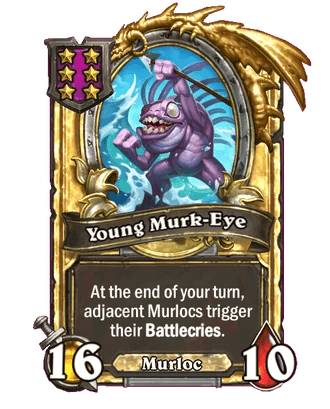 Young Murk-Eye
At the end of your turn,
adjacent Murlocs trigger
their Battlecries.
16
Murloc
10